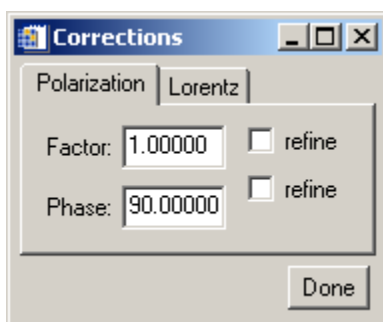 Corrections
Polarization Lorentz
Factor: 1.00000 refine
Phase: 90.00000 refine
Done